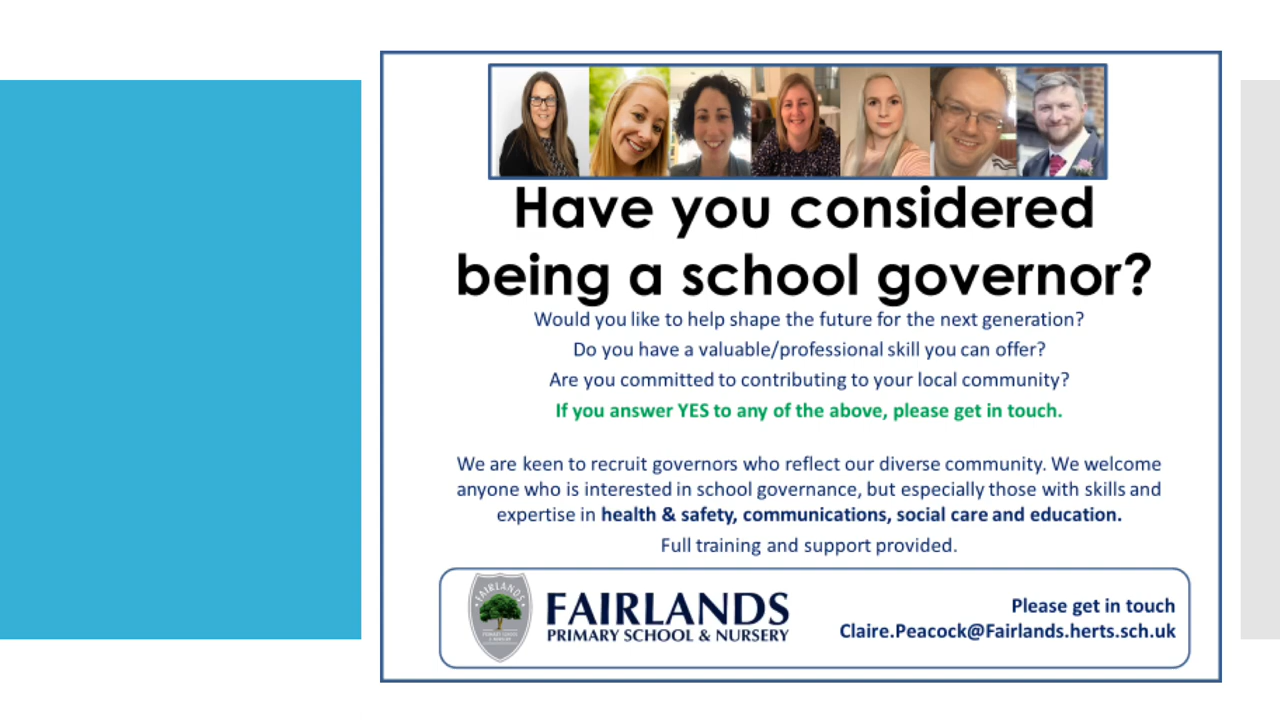 Have you considered
being a school governor?
Would you like to help shape the future for the next generation?
Do you have a valuable/professional skill you can offer?
Are you committed to contributing to your local community?
If you answer YES to any of the above, please get in touch.
We are keen to recruit governors who reflect our diverse community. We welcome
anyone who is interested in school governance, but especially those with skills and
expertise in health & safety, communications, social care and education.
Full training and support provided.
FAIRLANDS
FAIRLANDS
PRIMARY SCHOOL & NURSERY
Please get in touch
Claire.Peacock@Fairlands.herts.sch.uk